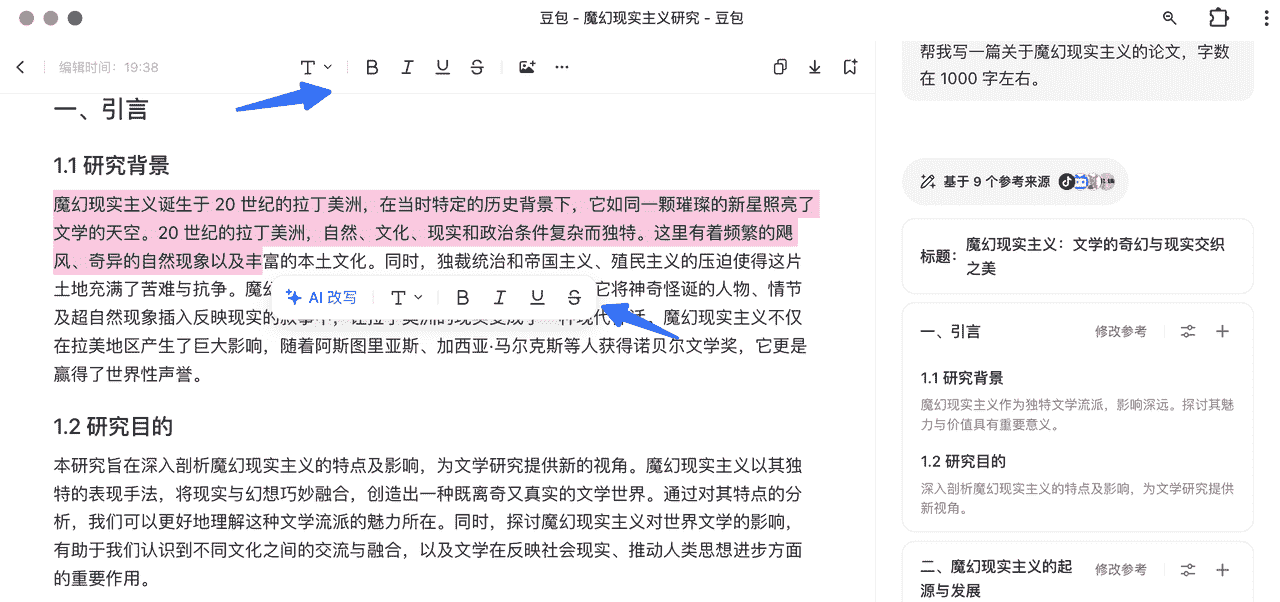 豆包 - 魔幻现实主义研究 - 豆包
编辑时间：19:38
T
B I U S
一、引言
1.1 研究背景
魔幻现实主义诞生于 20 世纪的拉丁美洲，在当时特定的历史背景下，它如同一颗璀璨的新星照亮了
文学的天空。20 世纪的拉丁美洲，自然、文化、现实和政治条件复杂而独特。这里有着频繁的飓
风、奇异的自然现象以及丰富的本土文化。同时，独裁统治和帝国主义、殖民主义的压迫使得这片
土地充满了苦难与抗争。魔
它将神奇怪诞的人物、情节
AI 改写
T
B I U S
及超自然现象插入反映现实的
魔幻现实主义不仅
在拉美地区产生了巨大影响，随着阿斯图里亚斯、加西亚·马尔克斯等人获得诺贝尔文学奖，它更是
赢得了世界性声誉。
1.2 研究目的
本研究旨在深入剖析魔幻现实主义的特点及影响，为文学研究提供新的视角。魔幻现实主义以其独
特的表现手法，将现实与幻想巧妙融合，创造出一种既离奇又真实的文学世界。通过对其特点的分
析，我们可以更好地理解这种文学流派的魅力所在。同时，探讨魔幻现实主义对世界文学的影响，
有助于我们认识到不同文化之间的交流与融合，以及文学在反映社会现实、推动人类思想进步方面
的重要作用。
帮我写一篇关于魔幻现实主义的论文，字数
在 1000 字左右。
基于 9 个参考来源
标题：
魔幻现实主义：文学的奇幻与现实交织
之美
一、引言
修改参考
1.1 研究背景
魔幻现实主义作为独特文学流派，影响深远。探讨其魅
力与价值具有重要意义。
1.2 研究目的
深入剖析魔幻现实主义的特点及影响，为文学研究提供
新视角。
二、魔幻现实主义的起
源与发展
修改参考